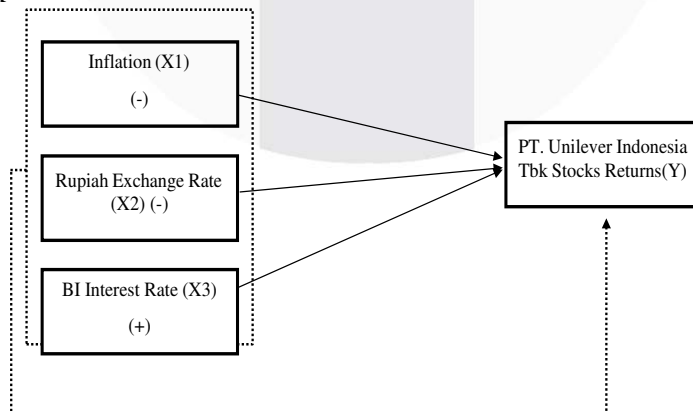 Inflation (X1)
(-)
PT. Unilever Indonesia
Tbk Stocks Returns(Y)
Rupiah Exchange Rate
(X2) (-)
BI Interest Rate (X3)
(+)